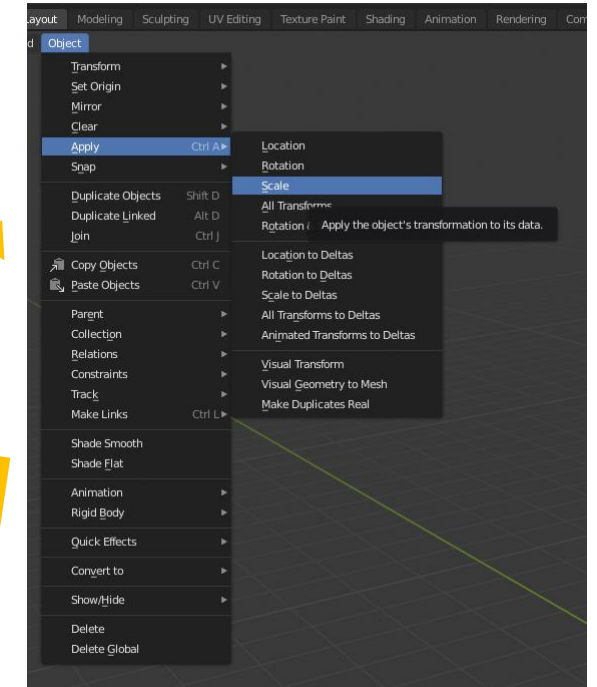 Layout Modeling Sculpting UV Editing Texture Paint Shading Animation Rendering Com
d Object
Transform
Set Origin
Mirror
Clear
Apply Ctrl A
Snap
Duplicate Objects Shift D
Duplicate Linked Alt D
Join Ctrl J
Copy Objects Ctrl C
Paste Objects Ctrl V
Parent
Collection
Relations
Constraints
Track
Make Links Ctrl L
Shade Smooth
Shade Flat
Animation
Rigid Body
Quick Effects
Convert to
Show/Hide
Delete
Delete Global
Location
Rotation
Scale
All Transforms
Rotation
Apply the object's transformation to its data.
Location to Deltas
Rotation to Deltas
Scale to Deltas
All Transforms to Deltas
Animated Transforms to Deltas
Visual Transform
Visual Geometry to Mesh
Make Duplicates Real